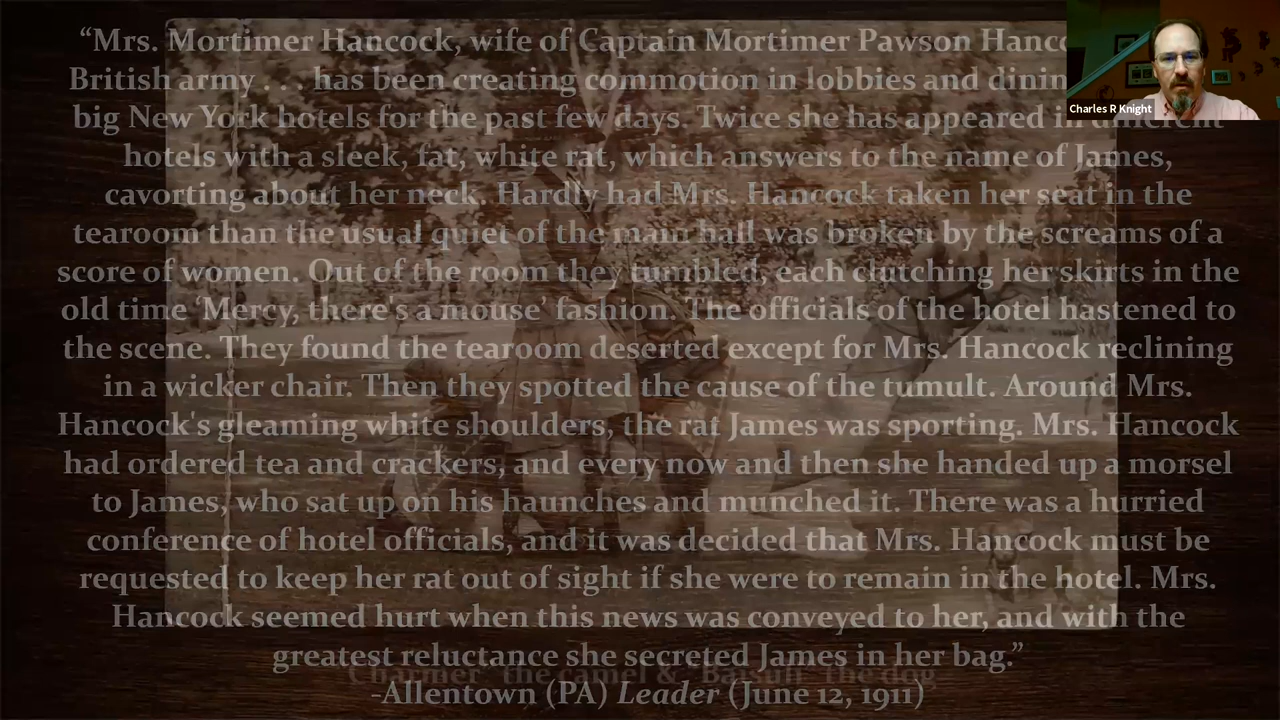 “Mrs. Mortimer Hancock, wife of Captain Mortimer Pawson
British army . . . has been creating commotion in lobbies and
big New York hotels for the past few days. Twice she has appeared in different
hotels with a sleek, fat, white rat, which answers to the name of James,
cavorting about her neck. Hardly had Mrs. Hancock taken her seat in the
tearoom than the usual quiet of the main hall was broken by the screams of a
score of women. Out of the room they tumbled, each clutching her skirts in the
old time ‘Mercy, there's a mouse’ fashion. The officials of the hotel hastened to
the scene. They found the tearoom deserted except for Mrs. Hancock reclining
in a wicker chair. Then they spotted the cause of the tumult. Around Mrs.
Hancock's gleaming white shoulders, the rat James was sporting. Mrs. Hancock
had ordered tea and crackers, and every now and then she handed up a morsel
to James, who sat up on his haunches and munched it. There was a hurried
conference of hotel officials, and it was decided that Mrs. Hancock must be
requested to keep her rat out of sight if she were to remain in the hotel. Mrs.
Hancock seemed hurt when this news was conveyed to her, and with the
greatest reluctance she secreted James in her bag.”
"Charmer" the camel & the dog
-Allentown (PA) Leader (June 12, 1911)
Charles R Knight